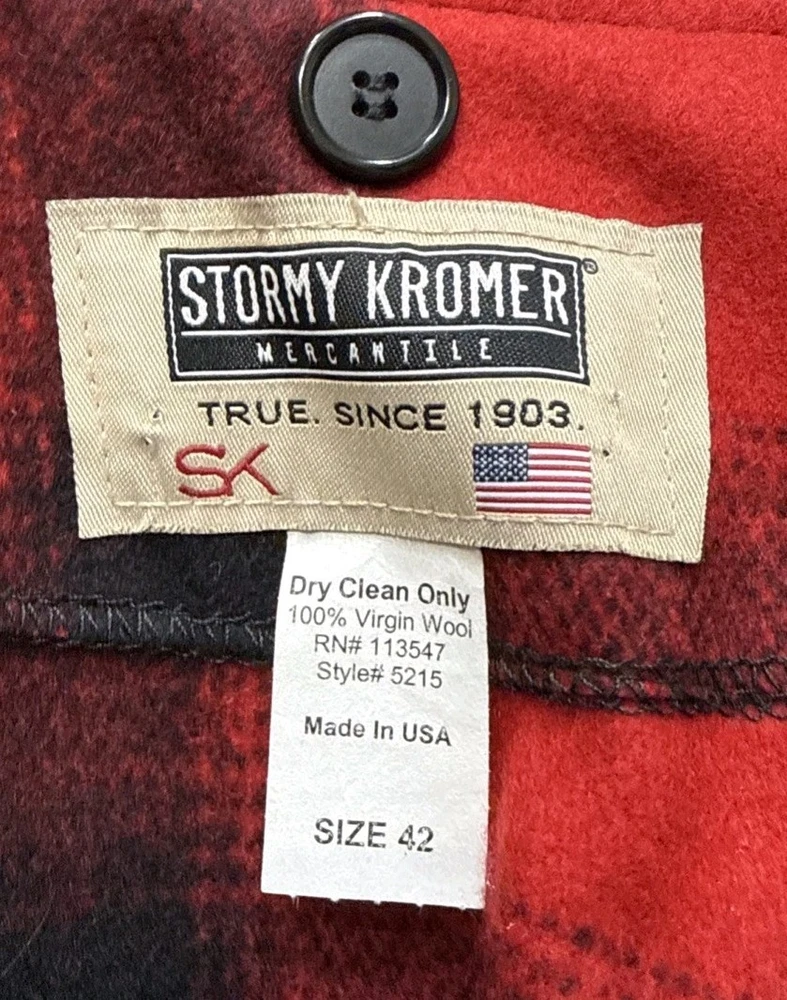 STORMY KROMER®
MERCANTILE
TRUE. SINCE 1903.
SK
Dry Clean Only
100% Virgin Wool
RN# 113547
Style# 5215
Made In USA
SIZE 42